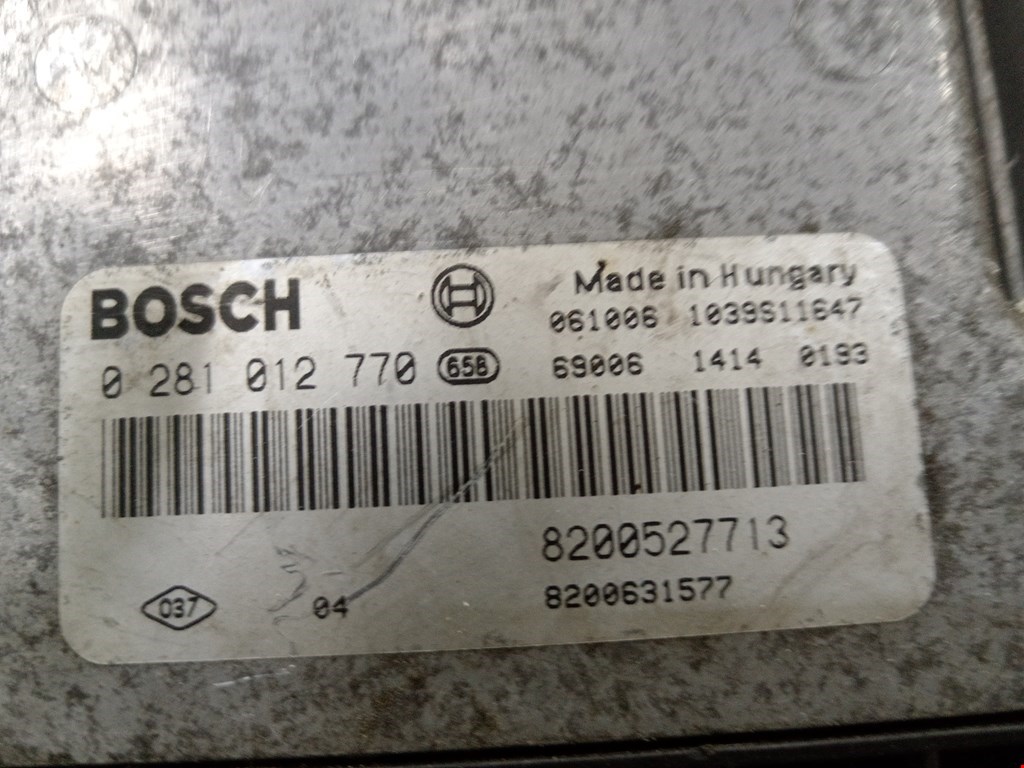 BOSCH
Made in Hungary
061006 1039S11647
0 281 012 770 658
69006 1414 0193
8200527713
8200631577
037 04